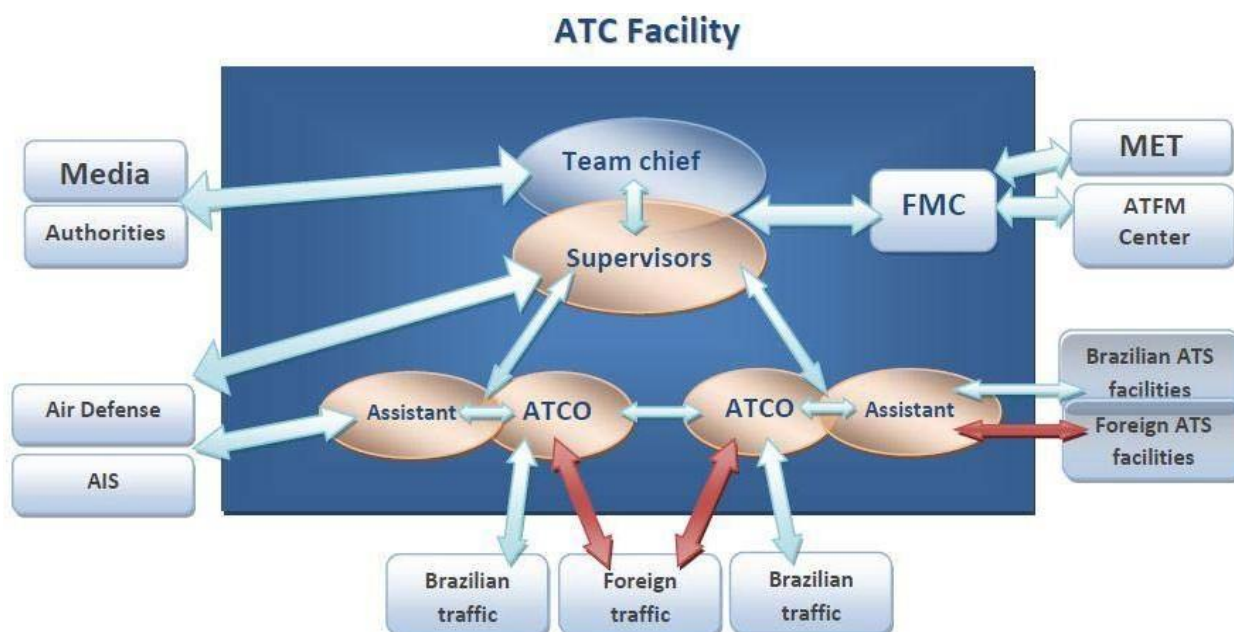 ATC Facility
Media
Authorities
Team chief
Supervisors
FMC
MET
ATFM
Center
Air Defense
AIS
Assistant
ATCO
ATCO
Assistant
Brazilian ATS
facilities
Foreign ATS
facilities
Brazilian
traffic
Foreign
traffic
Brazilian
traffic